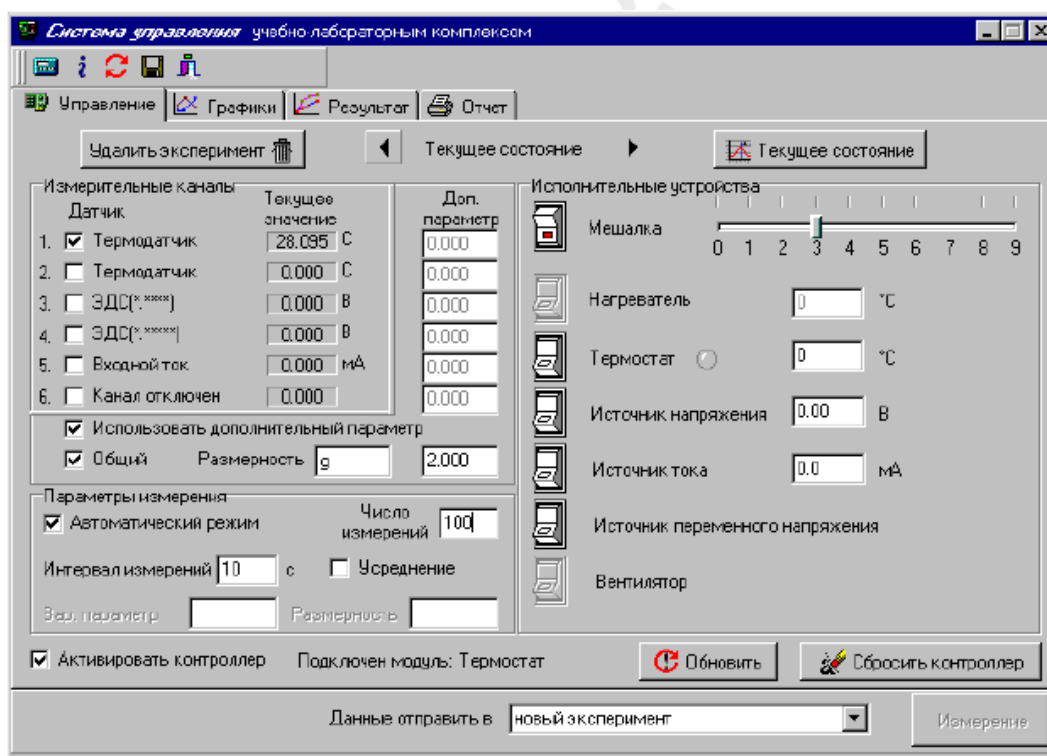 Система управления учебно-лабораторным комплексом
Управление Графики Результат Отчет
Удалить эксперимент Текущее состояние Текущее состояние
Измерительные каналы
Датчик Текущее значение Доп. параметр
1. Термодатчик 28.095 С 0.000
2. Термодатчик 0.000 С 0.000
3. ЭДС(*.****) 0.000 В 0.000
4. ЭДС(*.*****| 0.000 В 0.000
5. Входной ток 0.000 мА 0.000
6. Канал отключен 0.000 0.000
Использовать дополнительный параметр
Общий Размерность g 2.000
Параметры измерения
Автоматический режим Число измерений 100
Интервал измерений 10 с Усреднение
Зав. параметр Размерность
Исполнительные устройства
Мешалка
0 1 2 3 4 5 6 7 8 9
Нагреватель 0 °C
Термостат 0 °C
Источник напряжения 0.00 В
Источник тока 0.0 мА
Источник переменного напряжения
Вентилятор
Активировать контроллер Подключен модуль: Термостат Обновить Сбросить контроллер
Данные отправить в новый эксперимент Измерение